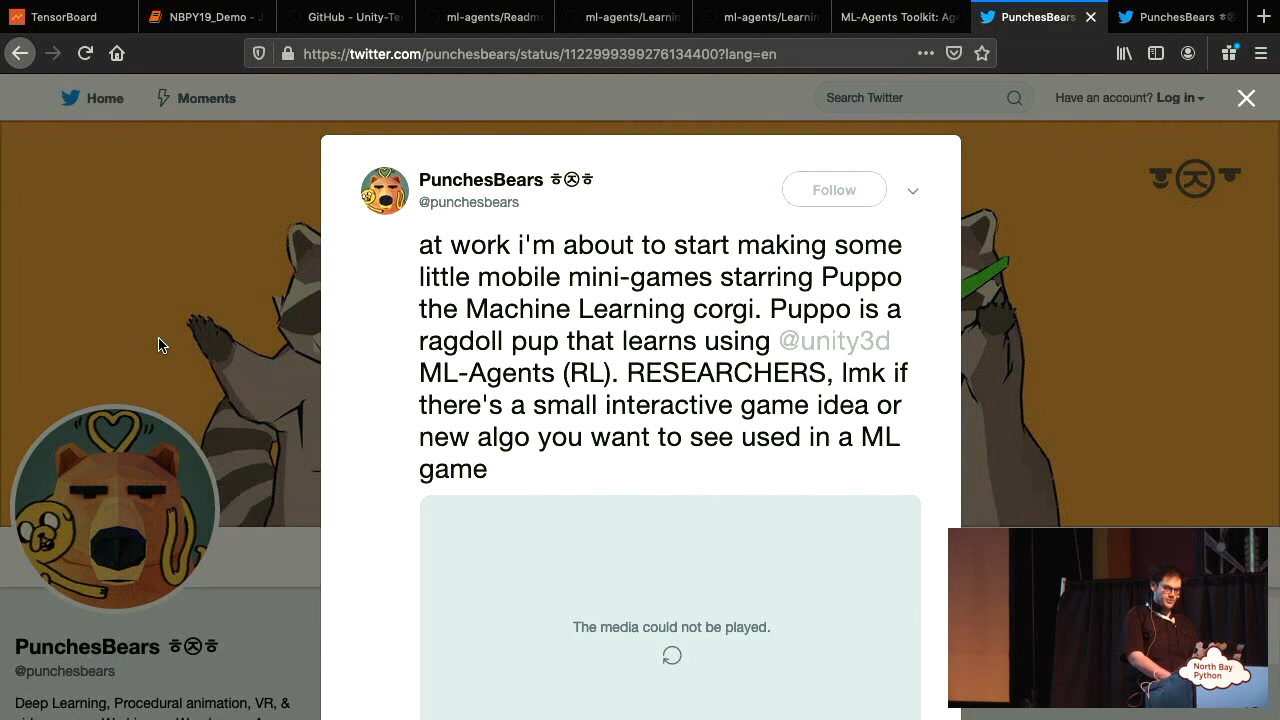 TensorBoard
NBPY19_Demo - J
GitHub - Unity-Te
ml-agents/Readme
ml-agents/Learnin
ml-agents/Learnin
ML-Agents Toolkit: Ag
PunchesBears
PunchesBears ㅎ㉨
https://twitter.com/punchesbears/status/1122999399276134400?lang=en
Home
Moments
Search Twitter
Have an account? Log in
ㅎ㉨ㅎ
PunchesBears ㅎ㉨ㅎ
@punchesbears
Follow
at work i'm about to start making some
little mobile mini-games starring Puppo
the Machine Learning corgi. Puppo is a
ragdoll pup that learns using @unity3d
ML-Agents (RL). RESEARCHERS, lmk if
there's a small interactive game idea or
new algo you want to see used in a ML
game
The media could not be played.
PunchesBears ㅎ㉨ㅎ
@punchesbears
Deep Learning, Procedural animation, VR, &
North Bay
Python